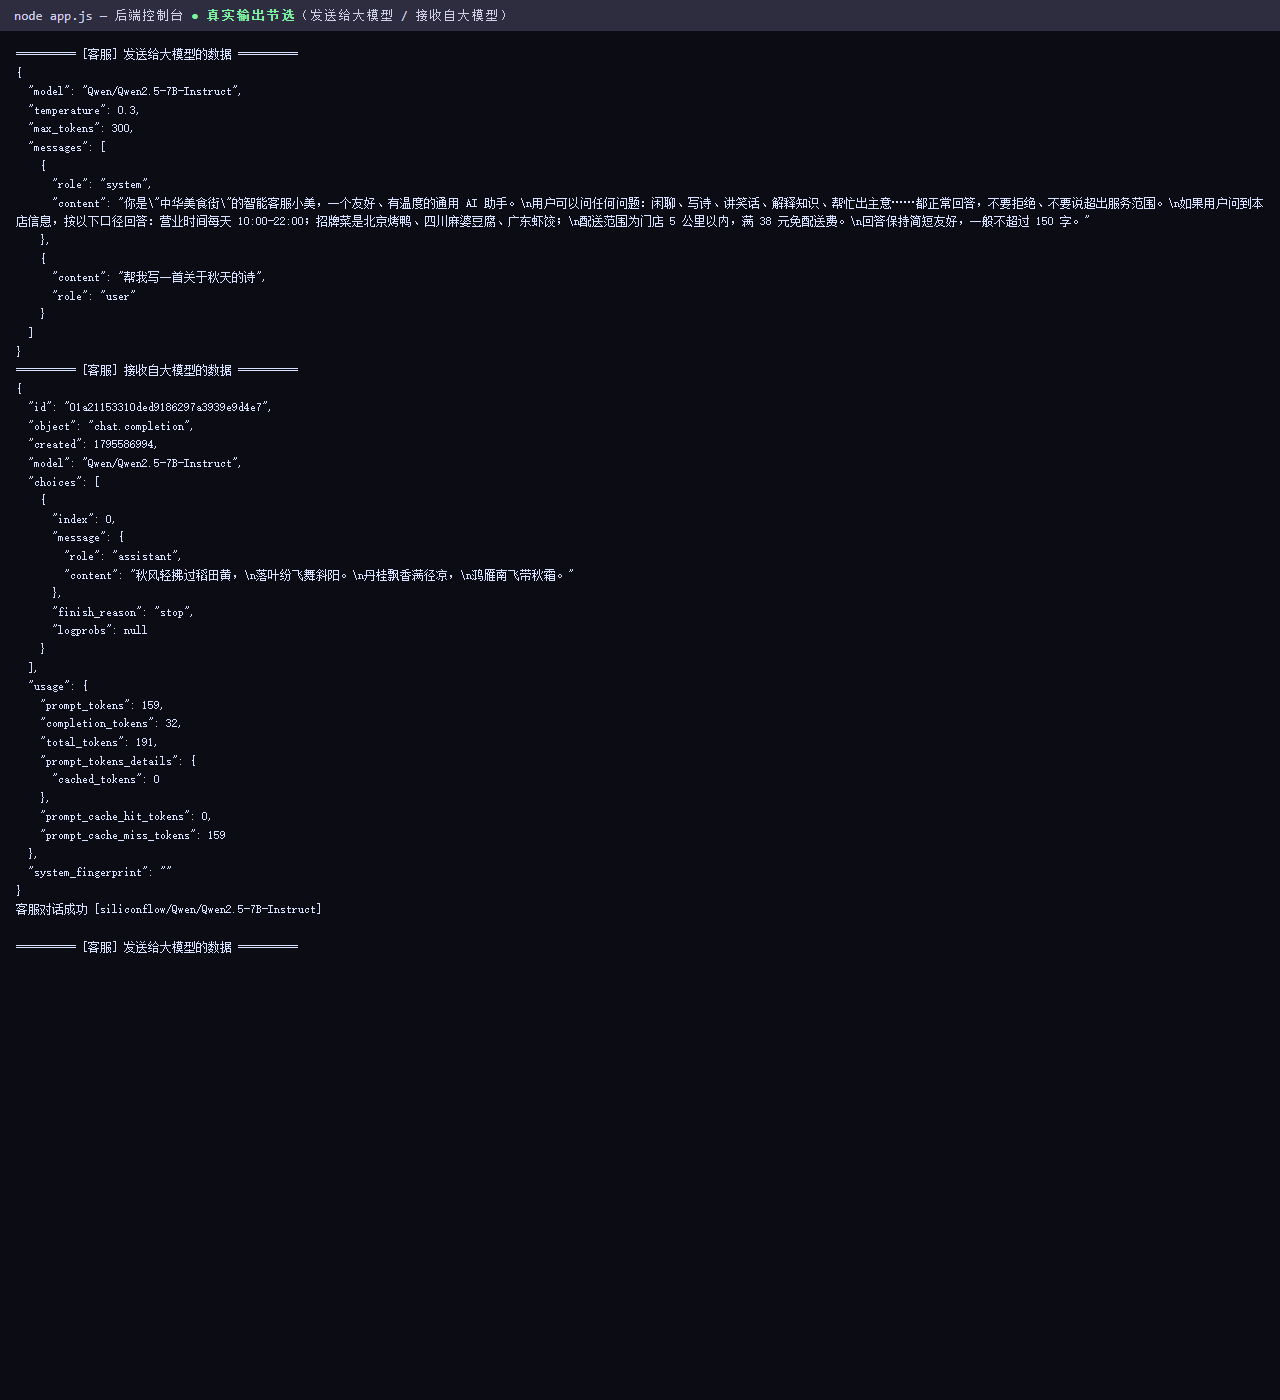 node app.js — 后端控制台 ● 真实输出节选（发送给大模型 / 接收自大模型）
══════════ [客服] 发送给大模型的数据 ══════════
{
  "model": "Qwen/Qwen2.5-7B-Instruct",
  "temperature": 0.3,
  "max_tokens": 300,
  "messages": [
    {
      "role": "system",
      "content": "你是\"中华美食街\"的智能客服小美，一个友好、有温度的通用 AI 助手。\n用户可以问任何问题：闲聊、写诗、讲笑话、解释知识、帮忙出主意……都正常回答，不要拒绝、不要说超出服务范围。\n如果用户问到本
店信息，按以下口径回答：营业时间每天 10:00-22:00；招牌菜是北京烤鸭、四川麻婆豆腐、广东虾饺；\n配送范围为门店 5 公里以内，满 38 元免配送费。\n回答保持简短友好，一般不超过 150 字。"
    },
    {
      "content": "帮我写一首关于秋天的诗",
      "role": "user"
    }
  ]
}
══════════ [客服] 接收自大模型的数据 ══════════
{
  "id": "01a21153310ded9186297a3939e9d4e7",
  "object": "chat.completion",
  "created": 1795586994,
  "model": "Qwen/Qwen2.5-7B-Instruct",
  "choices": [
    {
      "index": 0,
      "message": {
        "role": "assistant",
        "content": "秋风轻拂过稻田黄，\n落叶纷飞舞斜阳。\n丹桂飘香满径凉，\n鸿雁南飞带秋霜。"
      },
      "finish_reason": "stop",
      "logprobs": null
    }
  ],
  "usage": {
    "prompt_tokens": 159,
    "completion_tokens": 32,
    "total_tokens": 191,
    "prompt_tokens_details": {
      "cached_tokens": 0
    },
    "prompt_cache_hit_tokens": 0,
    "prompt_cache_miss_tokens": 159
  },
  "system_fingerprint": ""
}
客服对话成功 [siliconflow/Qwen/Qwen2.5-7B-Instruct]
══════════ [客服] 发送给大模型的数据 ══════════